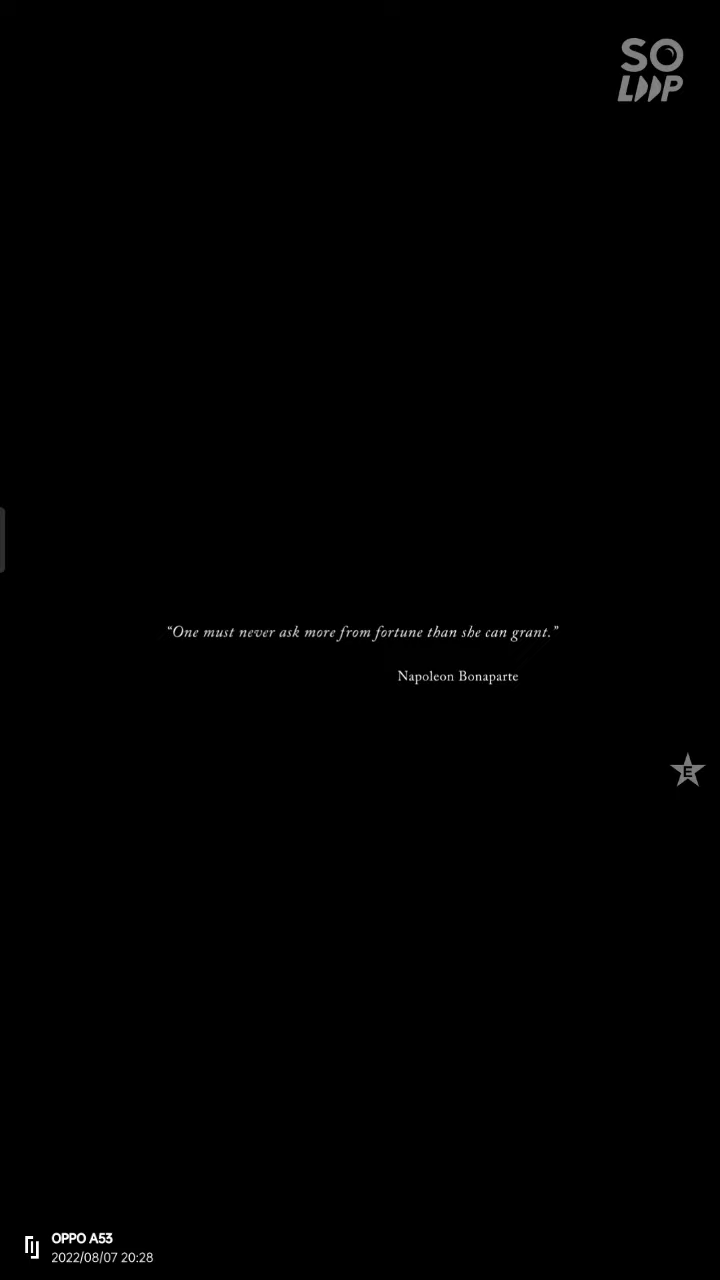 SO
LOOP
“One must never ask more from fortune than she can grant.”
Napoleon Bonaparte
E
OPPO A53
2022/08/07 20:28